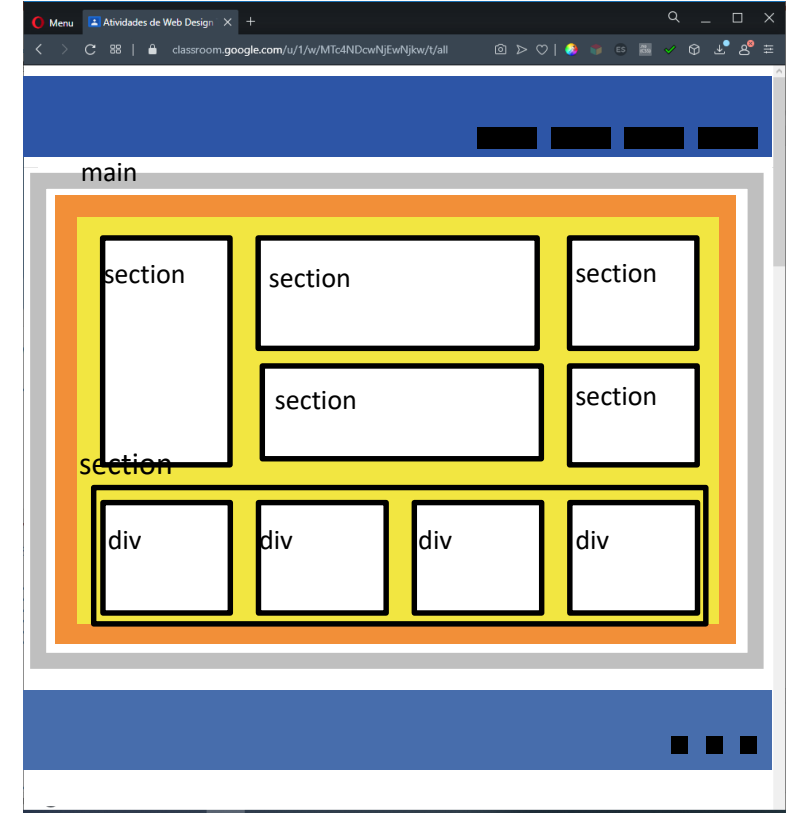 Menu
Atividades de Web Design
classroom.google.com/u/1/w/MTc4NDcwNjEwNjkw/t/all
ES
main
section
section
section
section
section
section
div
div
div
div